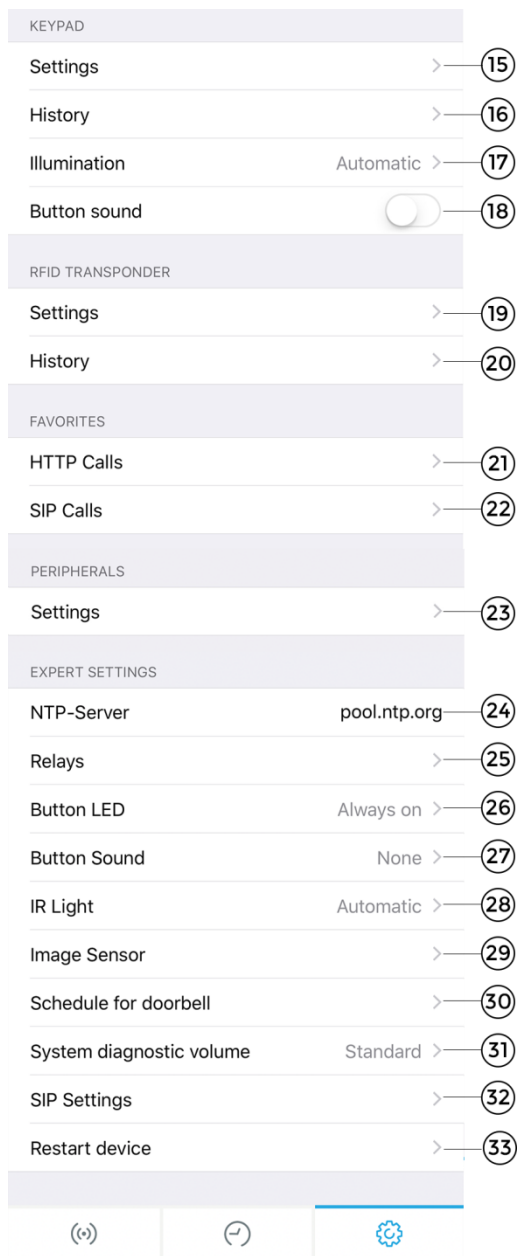 KEYPAD
Settings 15
History 16
Illumination Automatic 17
Button sound 18
RFID TRANSPONDER
Settings 19
History 20
FAVORITES
HTTP Calls 21
SIP Calls 22
PERIPHERALS
Settings 23
EXPERT SETTINGS
NTP-Server pool.ntp.org 24
Relays 25
Button LED Always on 26
Button Sound None 27
IR Light Automatic 28
Image Sensor 29
Schedule for doorbell 30
System diagnostic volume Standard 31
SIP Settings 32
Restart device 33